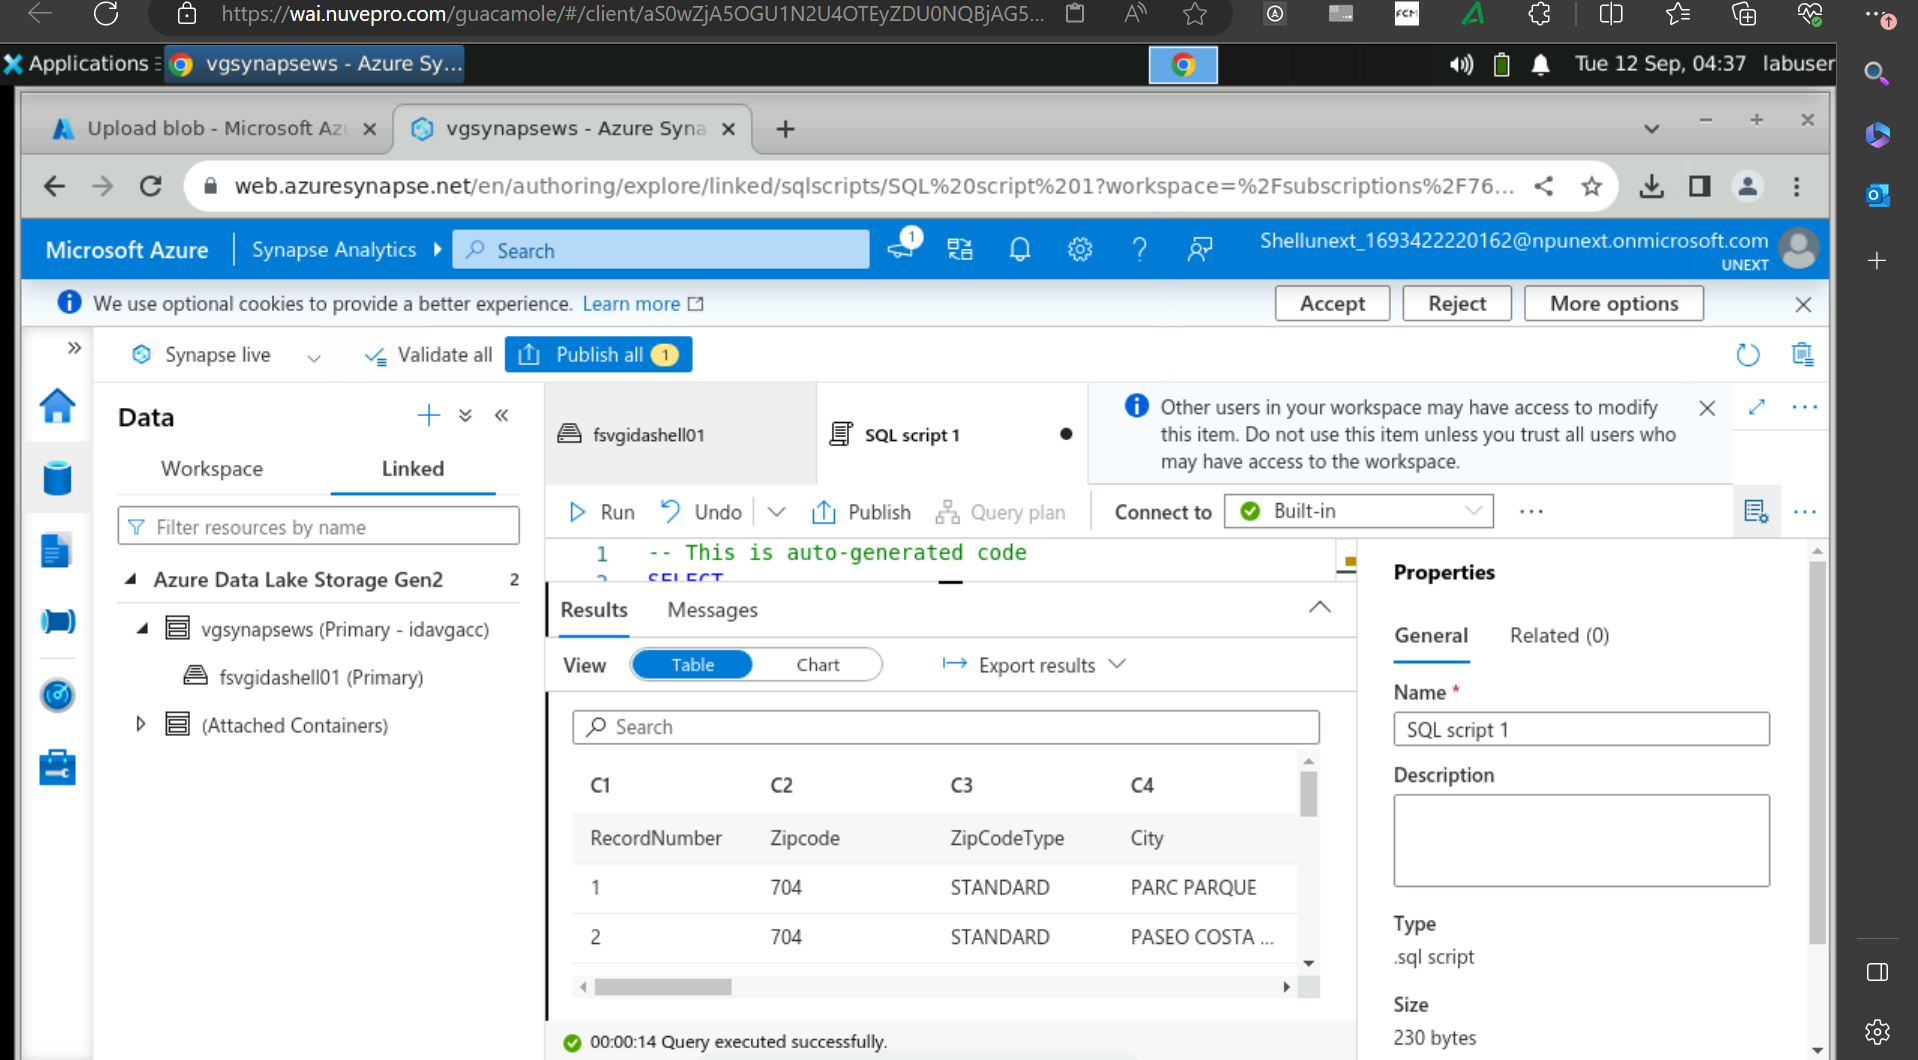 https://wai.nuvepro.com/guacamole/#/client/aS0wZjA5OGU1N2U4OTEyZDU0NQBjAG5...
FCM
Applications
vgsynapsews - Azure Sy...
Tue 12 Sep, 04:37
labuser
Upload blob - Microsoft Azu
vgsynapsews - Azure Syna
web.azuresynapse.net/en/authoring/explore/linked/sqlscripts/SQL%20script%201?workspace=%2Fsubscriptions%2F76...
Microsoft Azure
Synapse Analytics
Search
1
Shellunext_1693422220162@npunext.onmicrosoft.com
UNEXT
We use optional cookies to provide a better experience. Learn more
Accept
Reject
More options
Synapse live
Validate all
Publish all 1
Data
Workspace
Linked
Filter resources by name
Azure Data Lake Storage Gen2 2
vgsynapsews (Primary - idavgacc)
fsvgidashell01 (Primary)
(Attached Containers)
fsvgidashell01
SQL script 1
Other users in your workspace may have access to modify
this item. Do not use this item unless you trust all users who
may have access to the workspace.
Run
Undo
Publish
Query plan
Connect to
Built-in
1 -- This is auto-generated code
2 SELECT
Results
Messages
View
Table
Chart
Export results
Search
C1 C2 C3 C4
RecordNumber Zipcode ZipCodeType City
1 704 STANDARD PARC PARQUE
2 704 STANDARD PASEO COSTA ...
00:00:14 Query executed successfully.
Properties
General
Related (0)
Name *
SQL script 1
Description
Type
.sql script
Size
230 bytes